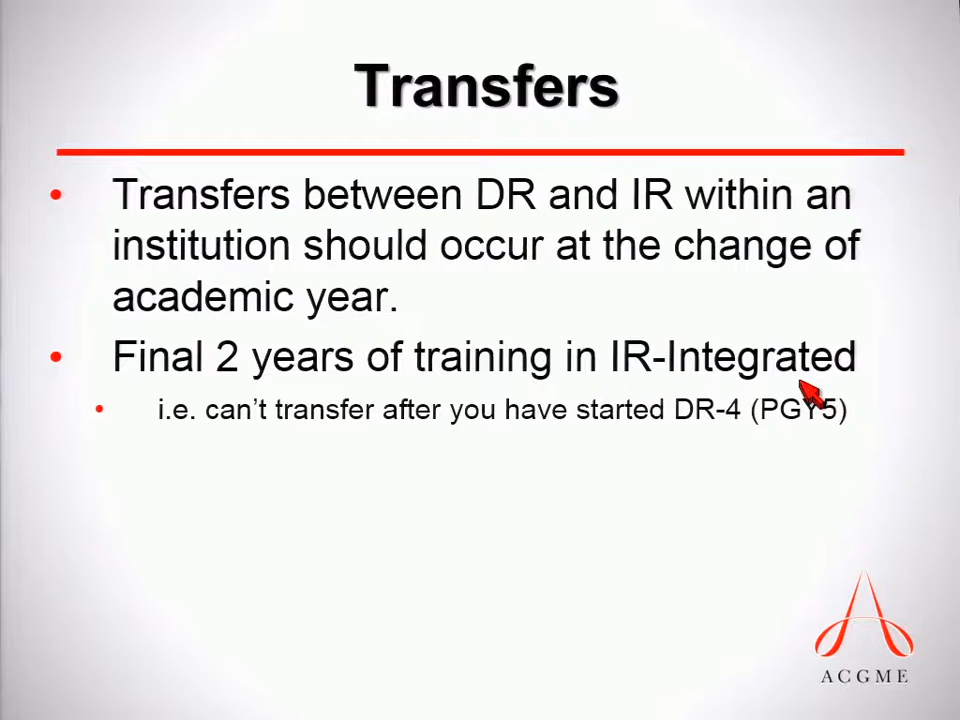 Transfers
• Transfers between DR and IR within an
institution should occur at the change of
academic year.
• Final 2 years of training in IR-Integrated
• i.e. can’t transfer after you have started DR-4 (PGY5)
ACGME